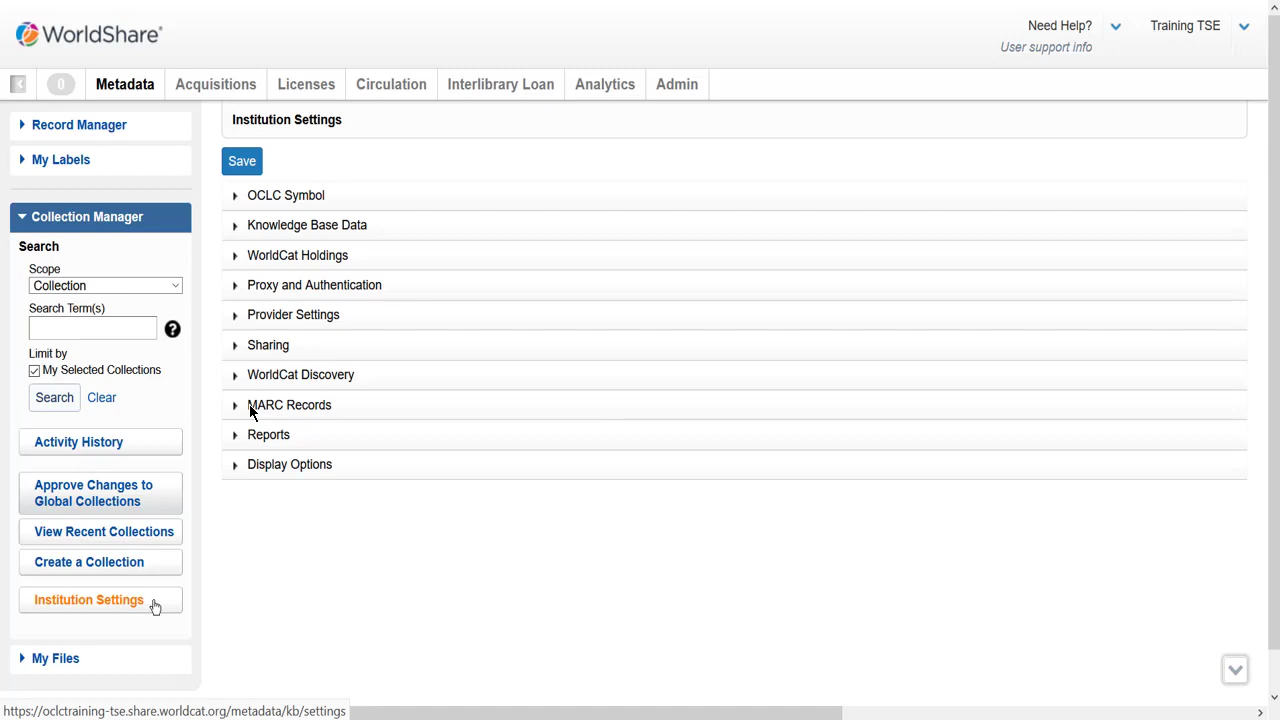 WorldShare®
Need Help?
Training TSE
User support info
0
Metadata
Acquisitions
Licenses
Circulation
Interlibrary Loan
Analytics
Admin
Record Manager
My Labels
Collection Manager
Search
Scope
Collection
Search Term(s)
?
Limit by
My Selected Collections
Search
Clear
Activity History
Approve Changes to
Global Collections
View Recent Collections
Create a Collection
Institution Settings
My Files
Institution Settings
Save
OCLC Symbol
Knowledge Base Data
WorldCat Holdings
Proxy and Authentication
Provider Settings
Sharing
WorldCat Discovery
MARC Records
Reports
Display Options
https://oclctraining-tse.share.worldcat.org/metadata/kb/settings